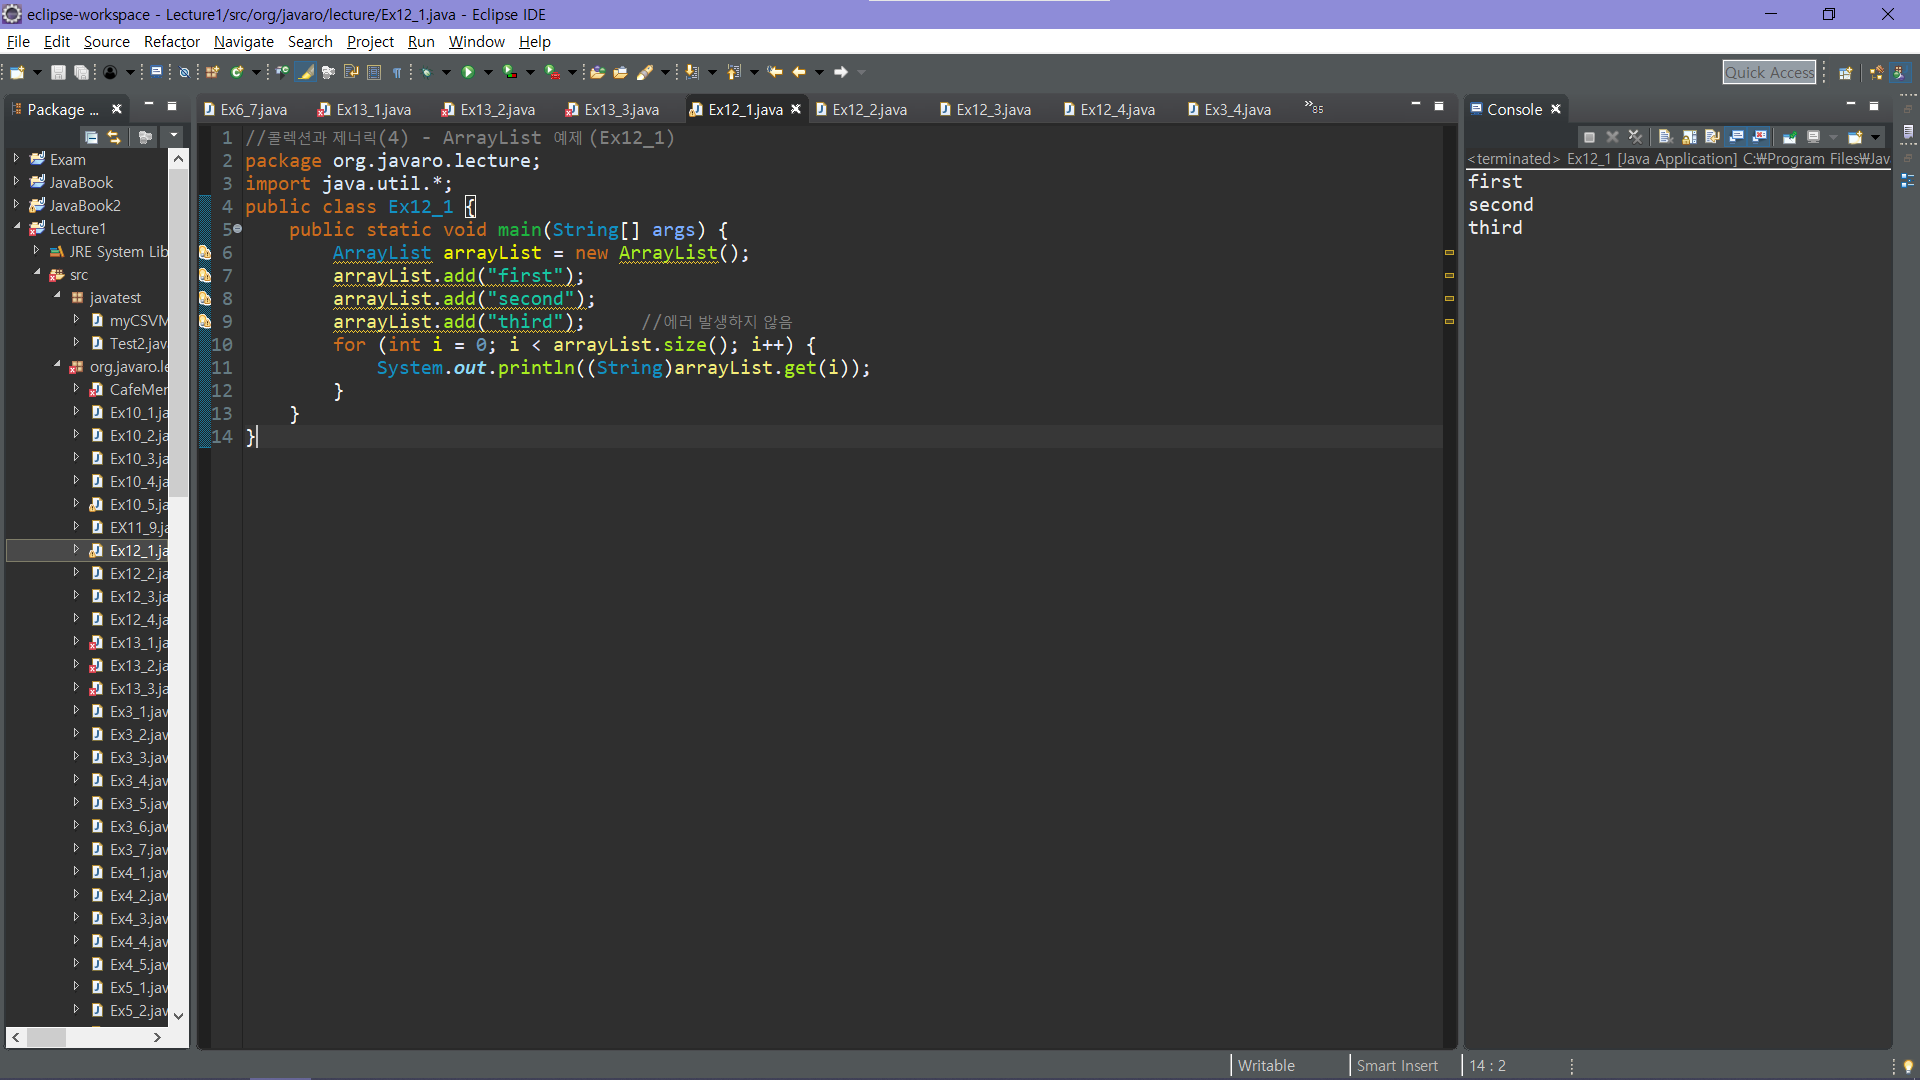 eclipse-workspace - Lecture1/src/org/javaro/lecture/Ex12_1.java - Eclipse IDE
File Edit Source Refactor Navigate Search Project Run Window Help
Quick Access
Package ...
Ex6_7.java Ex13_1.java Ex13_2.java Ex13_3.java Ex12_1.java Ex12_2.java Ex12_3.java Ex12_4.java Ex3_4.java »85
Console
Exam
JavaBook
JavaBook2
Lecture1
JRE System Lib
src
javatest
myCSVM
Test2.jav
org.javaro.le
CafeMer
Ex10_1.ja
Ex10_2.ja
Ex10_3.ja
Ex10_4.ja
Ex10_5.ja
EX11_9.ja
Ex12_1.ja
Ex12_2.ja
Ex12_3.ja
Ex12_4.ja
Ex13_1.ja
Ex13_2.ja
Ex13_3.ja
Ex3_1.jav
Ex3_2.jav
Ex3_3.jav
Ex3_4.jav
Ex3_5.jav
Ex3_6.jav
Ex3_7.jav
Ex4_1.jav
Ex4_2.jav
Ex4_3.jav
Ex4_4.jav
Ex4_5.jav
Ex5_1.jav
Ex5_2.jav
1 //콜렉션과 제너릭(4) - ArrayList 예제 (Ex12_1)
2 package org.javaro.lecture;
3 import java.util.*;
4 public class Ex12_1 {
5 public static void main(String[] args) {
6 ArrayList arrayList = new ArrayList();
7 arrayList.add("first");
8 arrayList.add("second");
9 arrayList.add("third"); //에러 발생하지 않음
10 for (int i = 0; i < arrayList.size(); i++) {
11 System.out.println((String)arrayList.get(i));
12 }
13 }
14 }
<terminated> Ex12_1 [Java Application] C:₩Program Files₩Jav
first
second
third
Writable Smart Insert 14 : 2